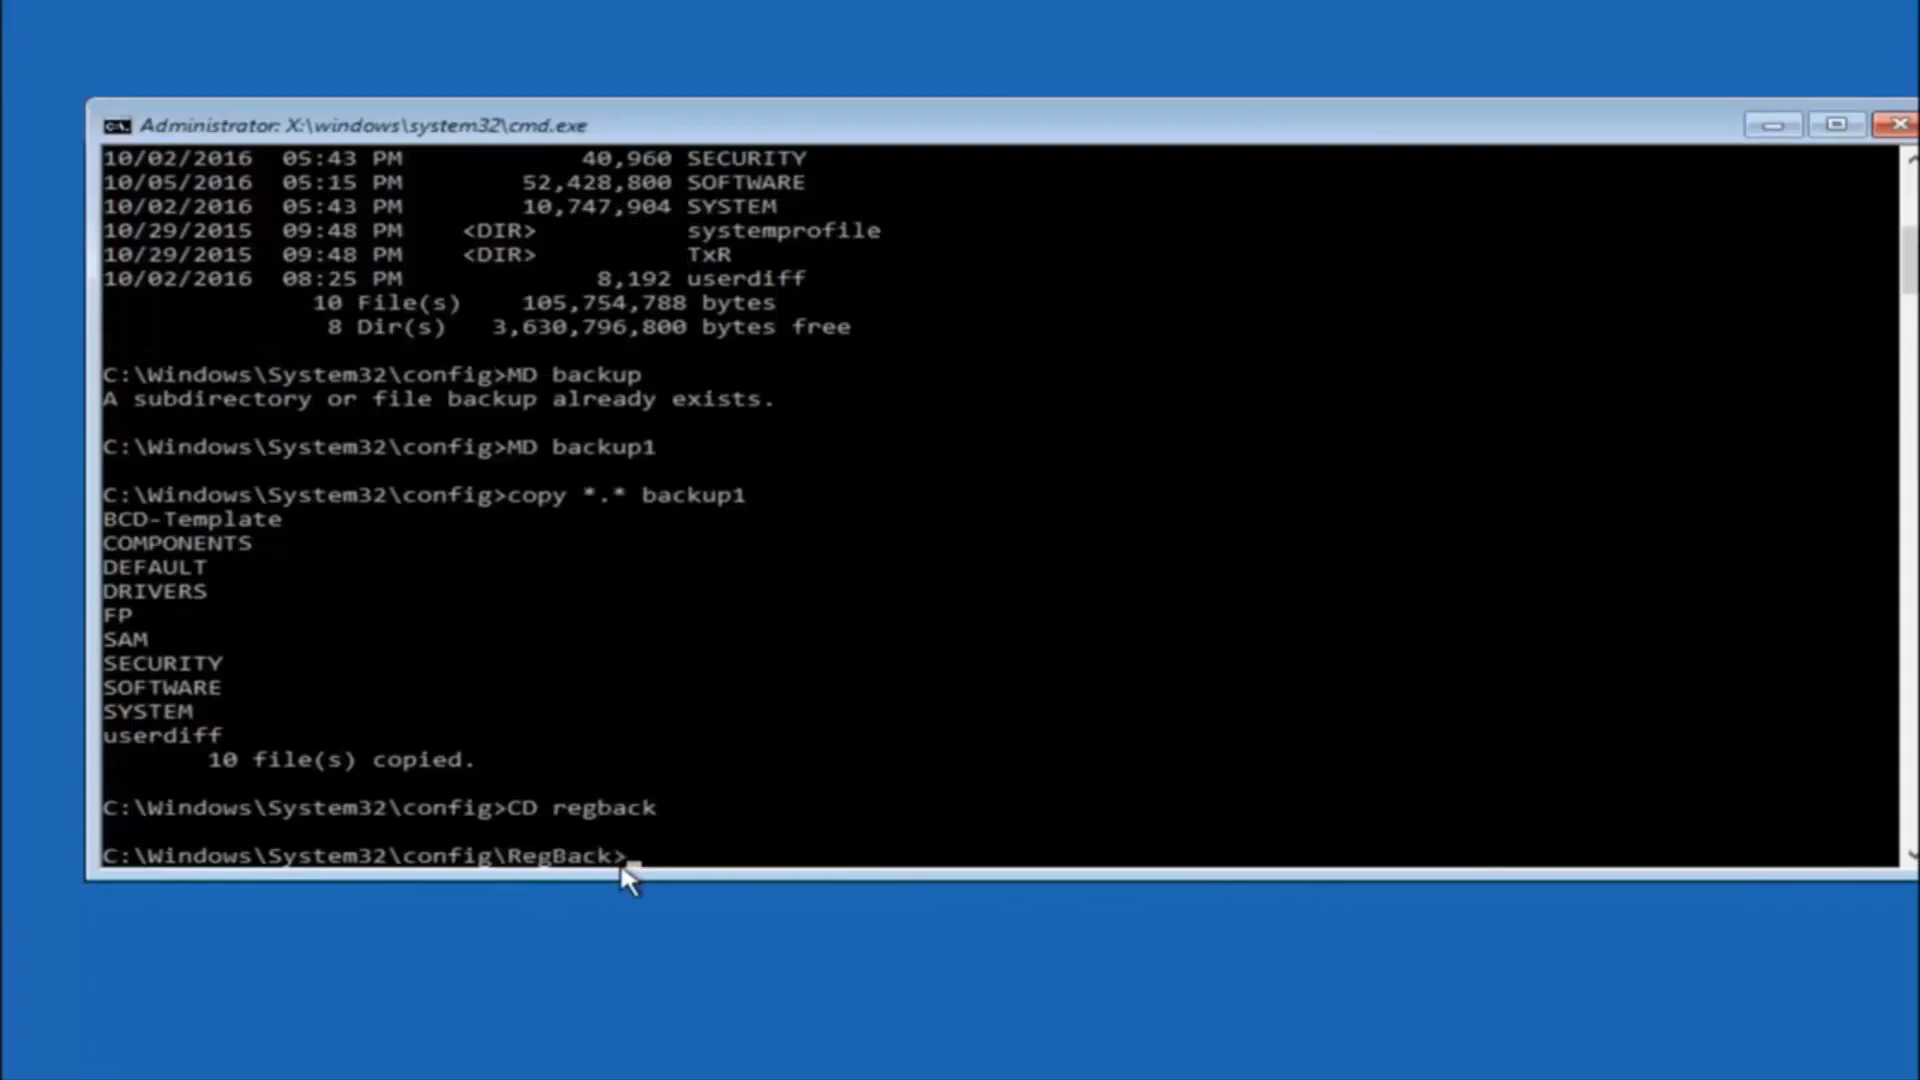 Administrator: X:\windows\system32\cmd.exe
10/02/2016  05:43 PM            40,960 SECURITY
10/05/2016  05:15 PM        52,428,800 SOFTWARE
10/02/2016  05:43 PM        10,747,904 SYSTEM
10/29/2015  09:48 PM    <DIR>          systemprofile
10/29/2015  09:48 PM    <DIR>          TxR
10/02/2016  08:25 PM             8,192 userdiff
10 File(s)    105,754,788 bytes
8 Dir(s)  3,630,796,800 bytes free
C:\Windows\System32\config>MD backup
A subdirectory or file backup already exists.
C:\Windows\System32\config>MD backup1
C:\Windows\System32\config>copy *.* backup1
BCD-Template
COMPONENTS
DEFAULT
DRIVERS
FP
SAM
SECURITY
SOFTWARE
SYSTEM
userdiff
10 file(s) copied.
C:\Windows\System32\config>CD regback
C:\Windows\System32\config\RegBack>